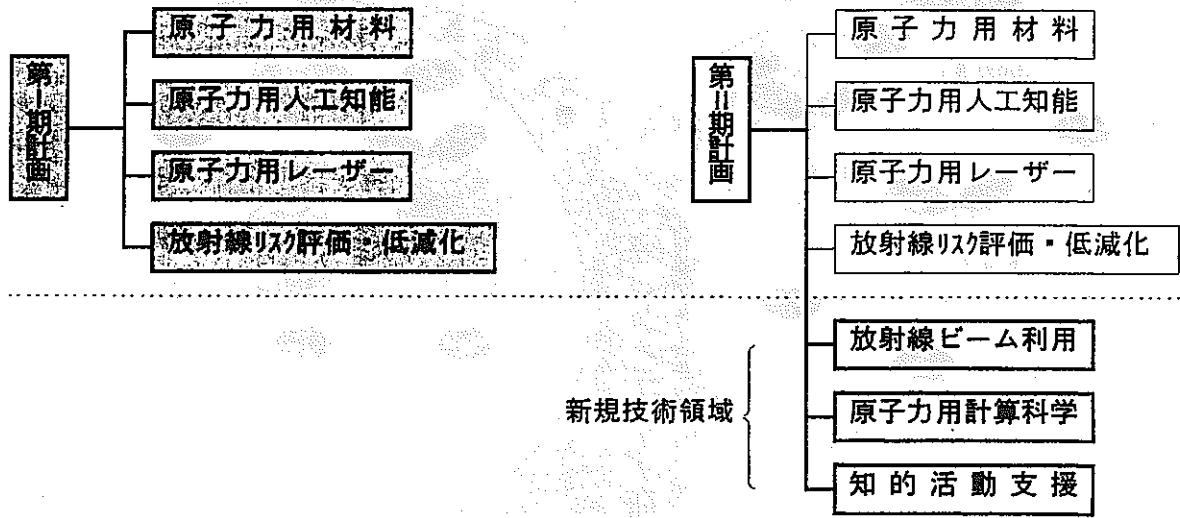 第Ⅰ期計画
原子力用材料
原子力用人工知能
原子力用レーザー
放射線リスク評価・低減化
第Ⅱ期計画
原子力用材料
原子力用人工知能
原子力用レーザー
放射線リスク評価・低減化
新規技術領域
放射線ビーム利用
原子力用計算科学
知的活動支援